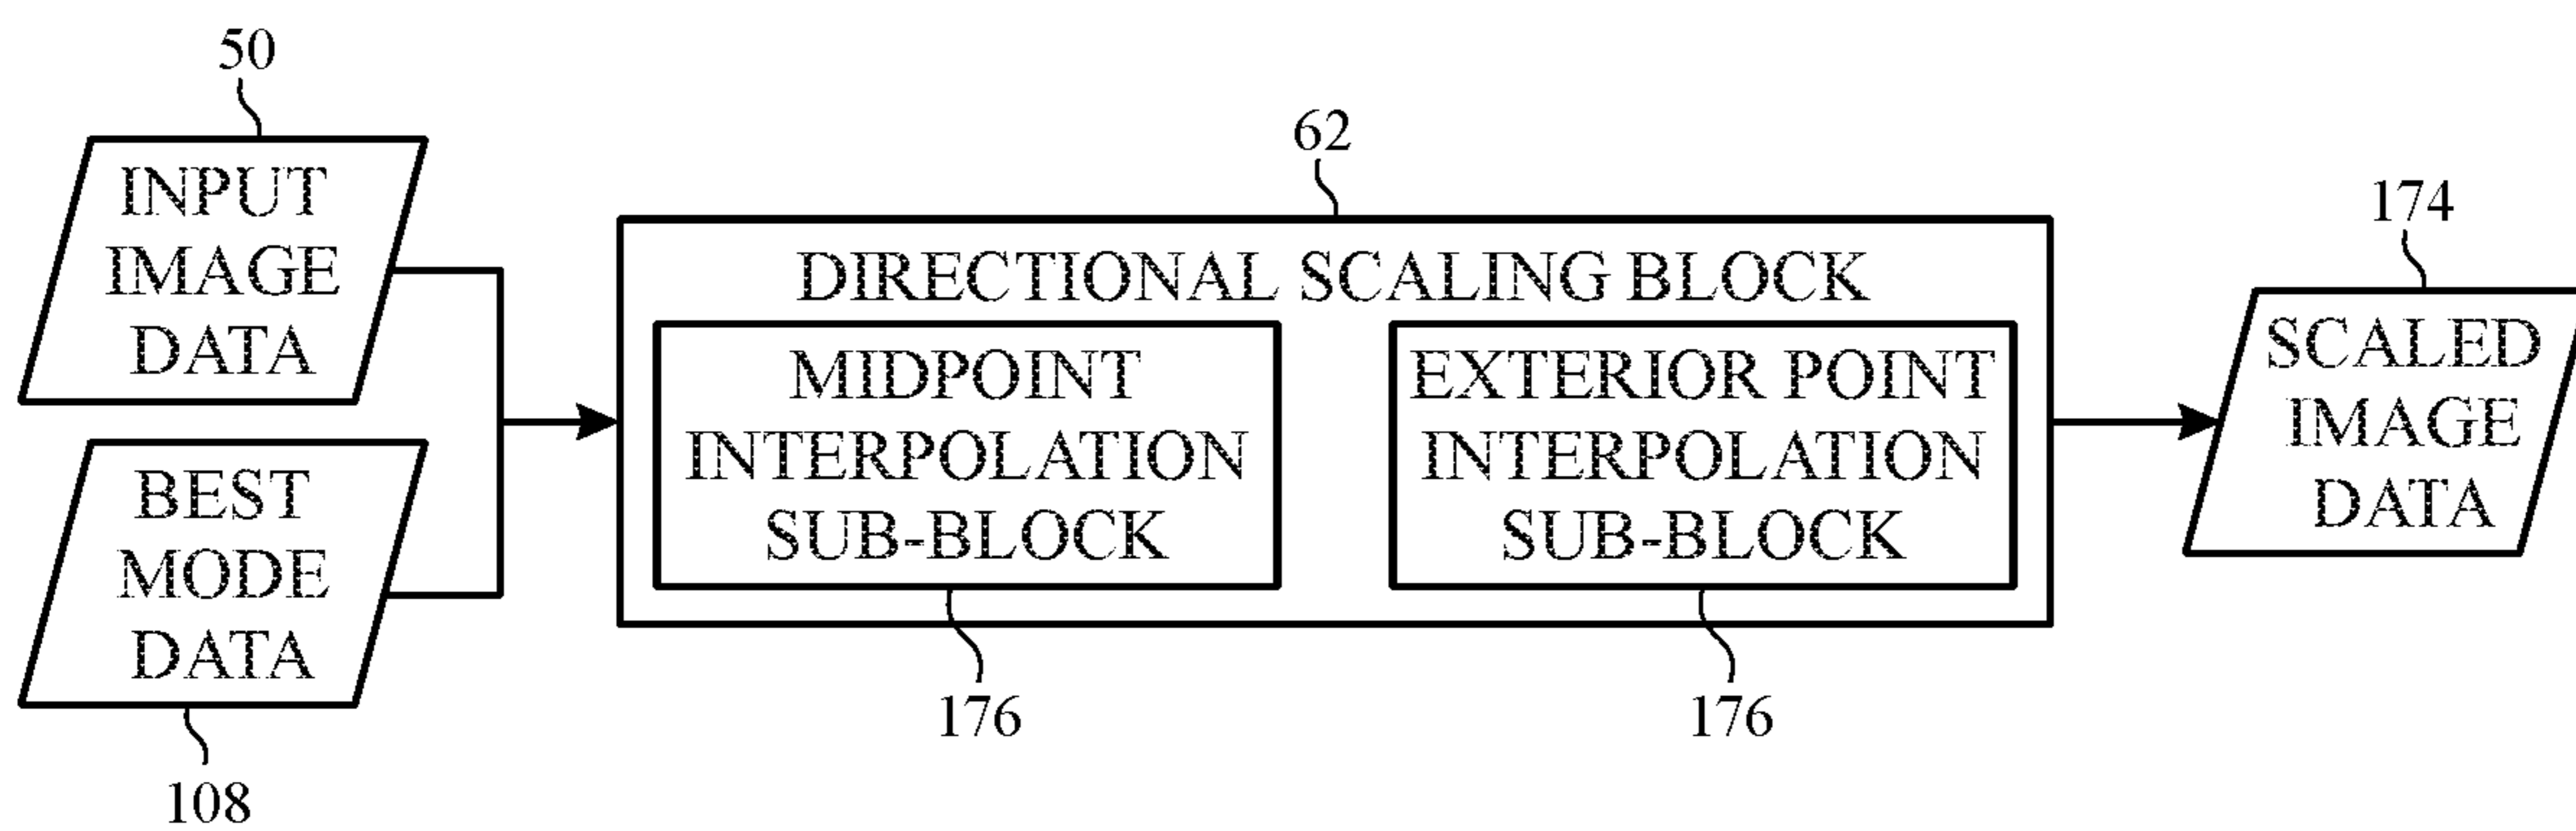 50
INPUT
IMAGE
DATA
BEST
MODE
DATA
108
62
DIRECTIONAL SCALING BLOCK
MIDPOINT
INTERPOLATION
SUB-BLOCK
176
EXTERIOR POINT
INTERPOLATION
SUB-BLOCK
176
174
SCALED
IMAGE
DATA